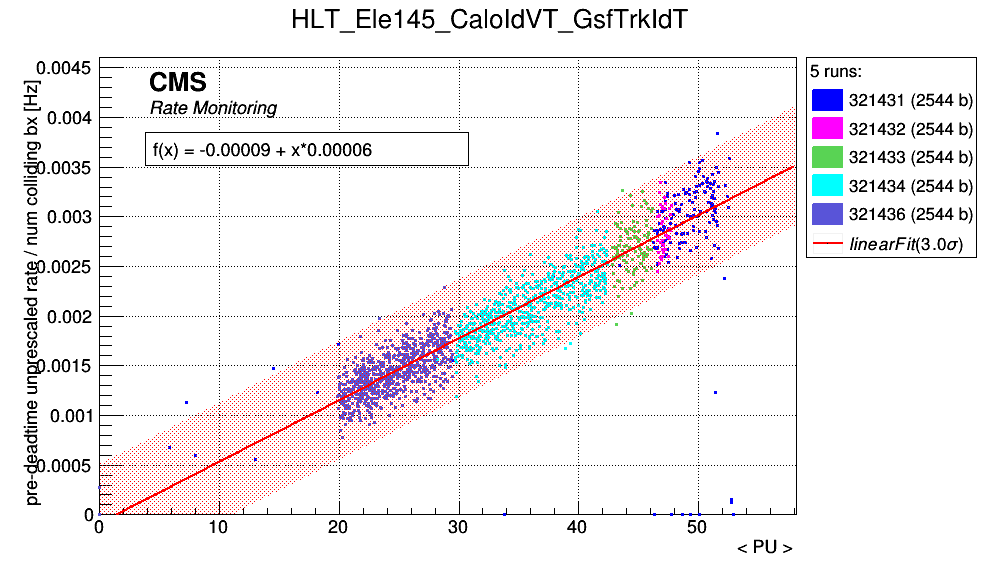 HLT_Ele145_CaloIdVT_GsfTrkIdT
pre-deadtime unprescaled rate / num colliding bx [Hz]
0.0045
0.004
0.0035
0.003
0.0025
0.002
0.0015
0.001
0.0005
0
CMS
Rate Monitoring
f(x) = -0.00009 + x*0.00006
0 10 20 30 40 50
< PU >
5 runs:
321431 (2544 b)
321432 (2544 b)
321433 (2544 b)
321434 (2544 b)
321436 (2544 b)
linearFit(3.0σ)